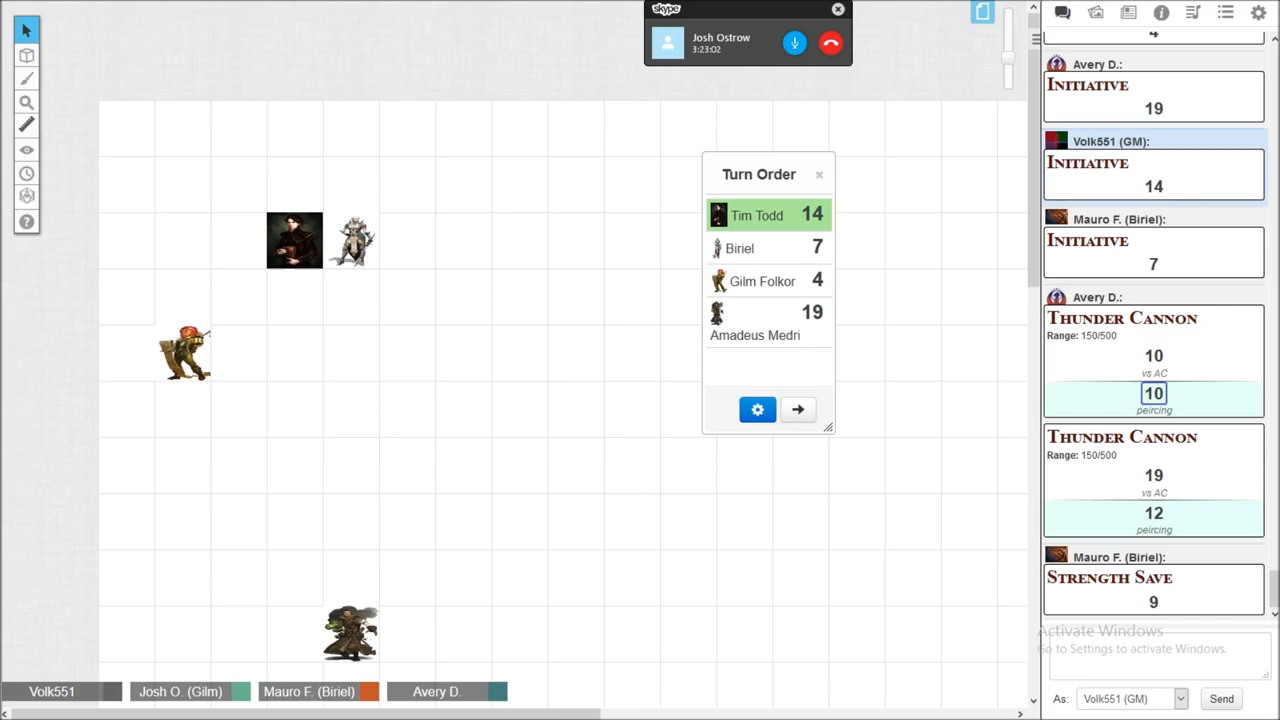 skype
Josh Ostrow
3:23:02
Turn Order
Tim Todd 14
Biriel 7
Gilm Folkor 4
19
Amadeus Medri
Volk551
Josh O. (Gilm)
Mauro F. (Biriel)
Avery D.
4
Avery D.:
INITIATIVE
19
Volk551 (GM):
INITIATIVE
14
Mauro F. (Biriel):
INITIATIVE
7
Avery D.:
THUNDER CANNON
Range: 150/500
10
vs AC
10
peircing
THUNDER CANNON
Range: 150/500
19
vs AC
12
peircing
Mauro F. (Biriel):
STRENGTH SAVE
9
Activate Windows
Go to Settings to activate Windows.
As: Volk551 (GM) Send